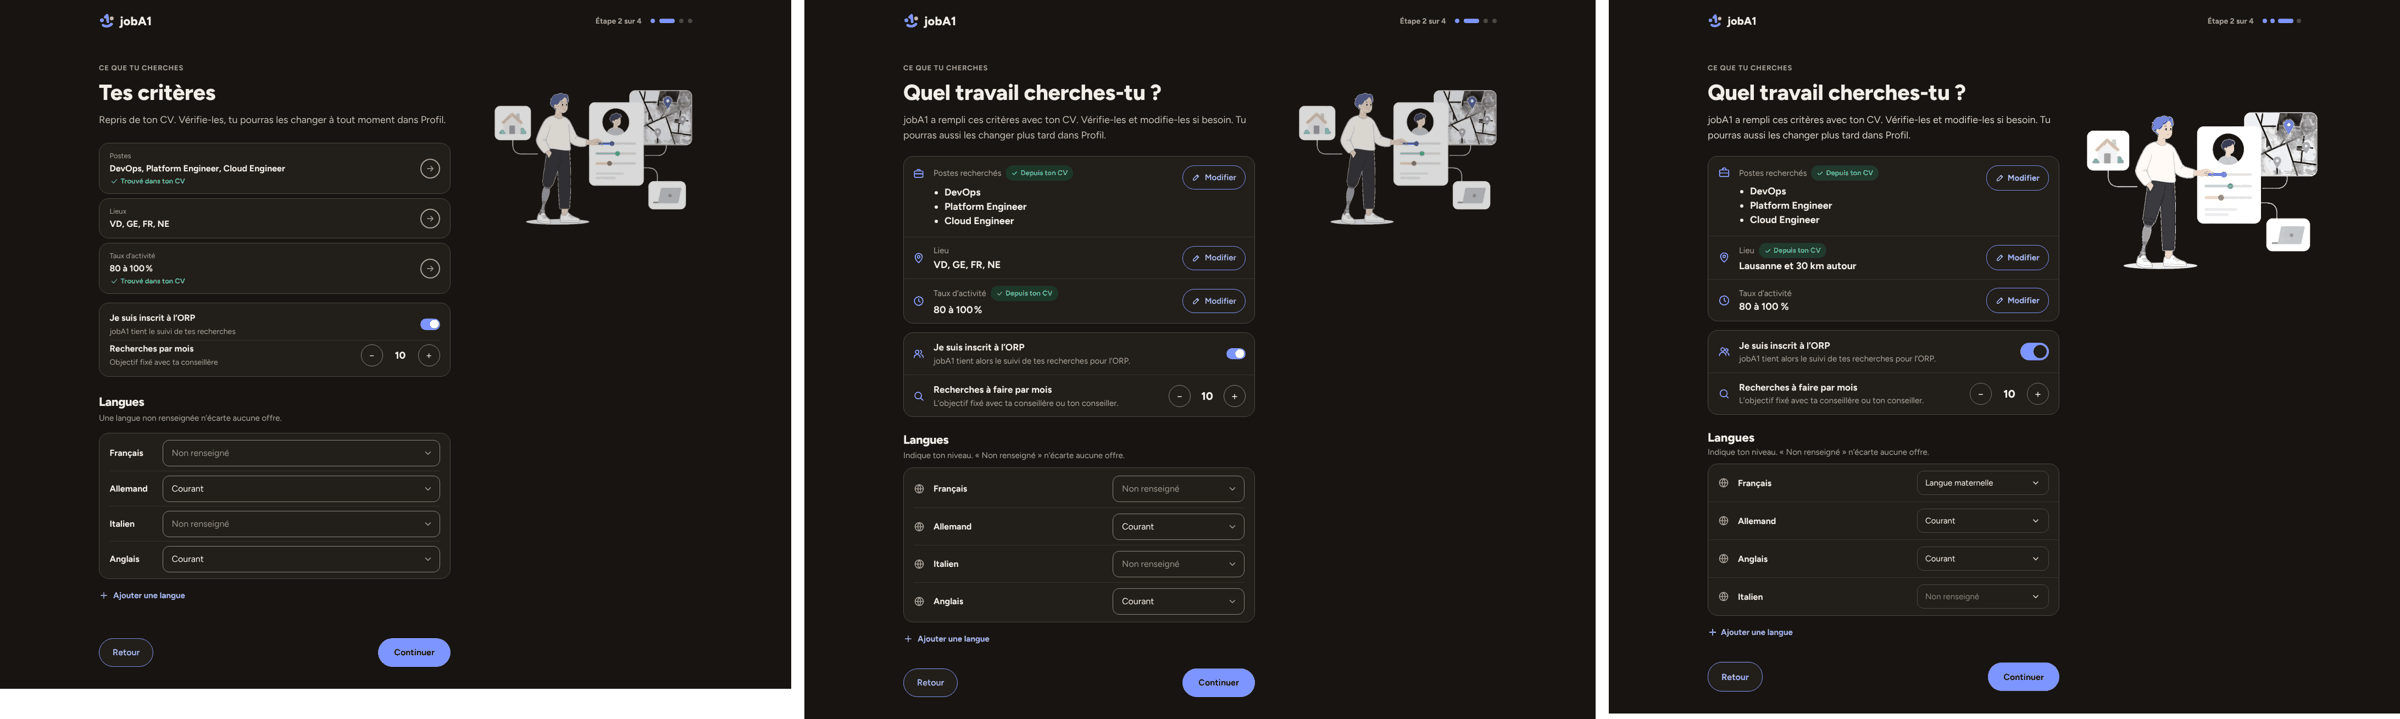 jobA1
Étape 2 sur 4
CE QUE TU CHERCHES
Tes critères
Repris de ton CV. Vérifie-les, tu pourras les changer à tout moment dans Profil.
Postes
DevOps, Platform Engineer, Cloud Engineer
Trouvé dans ton CV
Lieux
VD, GE, FR, NE
Taux d'activité
80 à 100 %
Trouvé dans ton CV
Je suis inscrit à l'ORP
jobA1 tient le suivi de tes recherches
Recherches par mois
Objectif fixé avec ta conseillère
− 10 +
Langues
Une langue non renseignée n'écarte aucune offre.
Français Non renseigné
Allemand Courant
Italien Non renseigné
Anglais Courant
+ Ajouter une langue
Retour Continuer
jobA1
Étape 2 sur 4
CE QUE TU CHERCHES
Quel travail cherches-tu ?
jobA1 a rempli ces critères avec ton CV. Vérifie-les et modifie-les si besoin. Tu
pourras aussi les changer plus tard dans Profil.
Postes recherchés Depuis ton CV Modifier
• DevOps
• Platform Engineer
• Cloud Engineer
Lieu
VD, GE, FR, NE
Modifier
Taux d'activité Depuis ton CV
80 à 100 %
Modifier
Je suis inscrit à l'ORP
jobA1 tient alors le suivi de tes recherches pour l'ORP.
Recherches à faire par mois
L'objectif fixé avec ta conseillère ou ton conseiller.
− 10 +
Langues
Indique ton niveau. « Non renseigné » n'écarte aucune offre.
Français Non renseigné
Allemand Courant
Italien Non renseigné
Anglais Courant
+ Ajouter une langue
Retour Continuer
jobA1
Étape 2 sur 4
CE QUE TU CHERCHES
Quel travail cherches-tu ?
jobA1 a rempli ces critères avec ton CV. Vérifie-les et modifie-les si besoin. Tu
pourras aussi les changer plus tard dans Profil.
Postes recherchés Depuis ton CV Modifier
• DevOps
• Platform Engineer
• Cloud Engineer
Lieu Depuis ton CV
Lausanne et 30 km autour
Modifier
Taux d'activité
80 à 100 %
Modifier
Je suis inscrit à l'ORP
jobA1 tient alors le suivi de tes recherches pour l'ORP.
Recherches à faire par mois
L'objectif fixé avec ta conseillère ou ton conseiller.
− 10 +
Langues
Indique ton niveau. « Non renseigné » n'écarte aucune offre.
Français Langue maternelle
Allemand Courant
Anglais Courant
Italien Non renseigné
+ Ajouter une langue
Retour Continuer